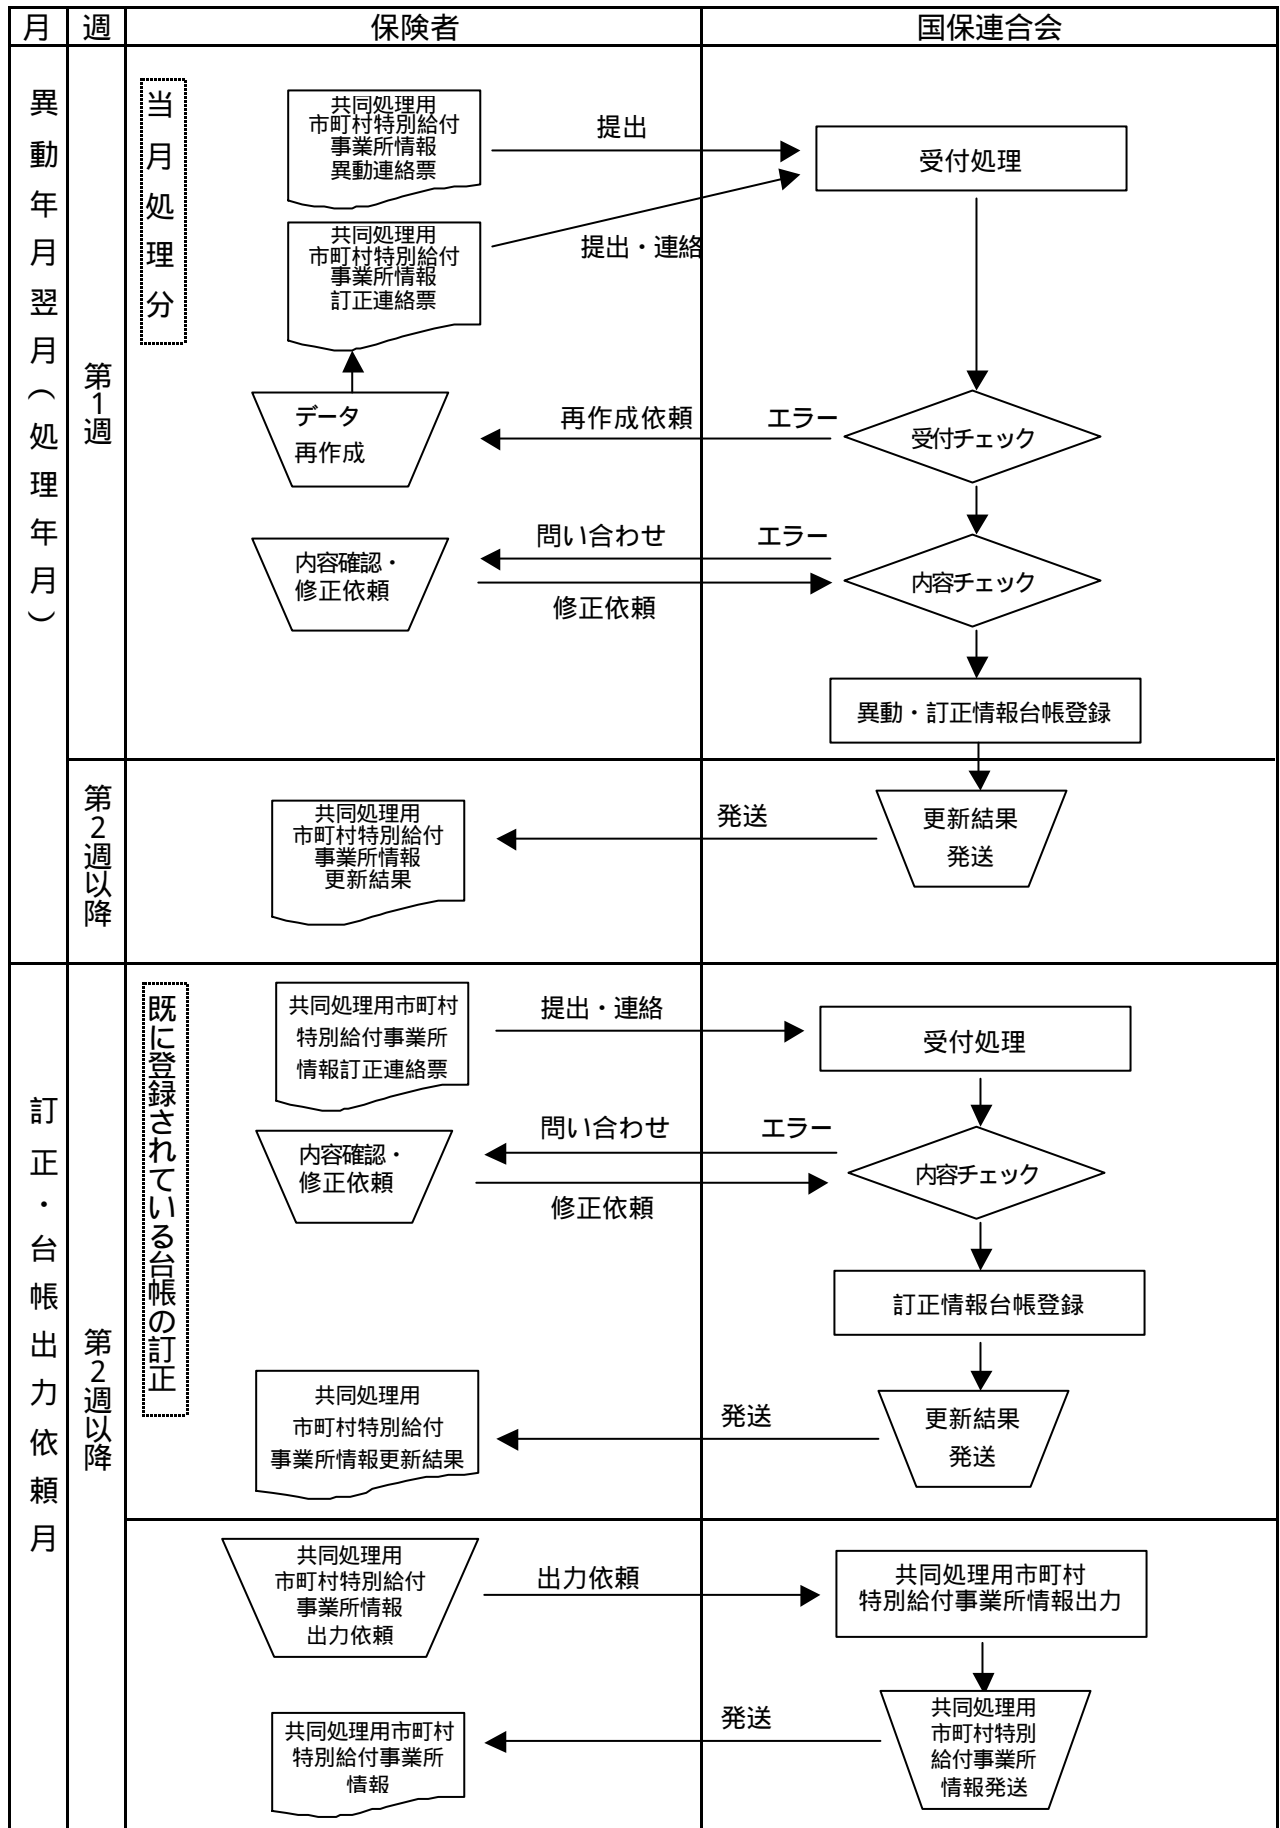 月
週
保険者
国保連合会
異動年月翌月（処理年月）
第1週
当月処理分
共同処理用
市町村特別給付
事業所情報
異動連絡票
提出
受付処理
共同処理用
市町村特別給付
事業所情報
訂正連絡票
提出・連絡
データ
再作成
再作成依頼
エラー
受付チェック
内容確認・
修正依頼
問い合わせ
エラー
修正依頼
内容チェック
異動・訂正情報台帳登録
第2週以降
共同処理用
市町村特別給付
事業所情報
更新結果
発送
更新結果
発送
訂正・台帳出力依頼月
第2週以降
既に登録されている台帳の訂正
共同処理用市町村
特別給付事業所
情報訂正連絡票
提出・連絡
受付処理
内容確認・
修正依頼
問い合わせ
エラー
修正依頼
内容チェック
訂正情報台帳登録
共同処理用
市町村特別給付
事業所情報更新結果
発送
更新結果
発送
共同処理用
市町村特別給付
事業所情報
出力依頼
出力依頼
共同処理用市町村
特別給付事業所情報出力
共同処理用市町村
特別給付事業所
情報
発送
共同処理用
市町村特別
給付事業所
情報発送